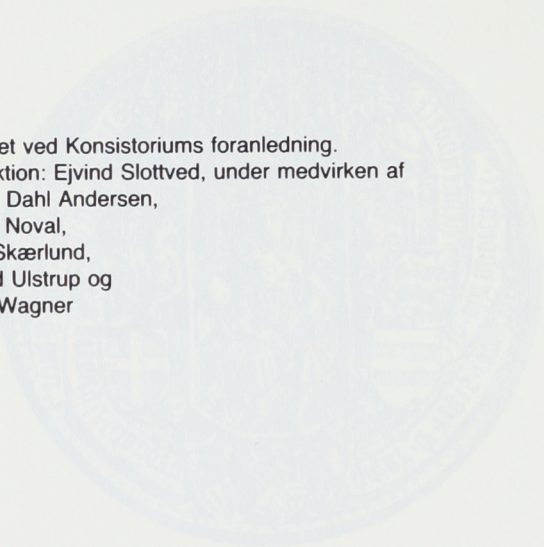 et ved Konsistoriums foranledning.
ktion: Ejvind Slottved, under medvirken af
Dahl Andersen,
Noval,
Skærlund,
d Ulstrup og
Wagner